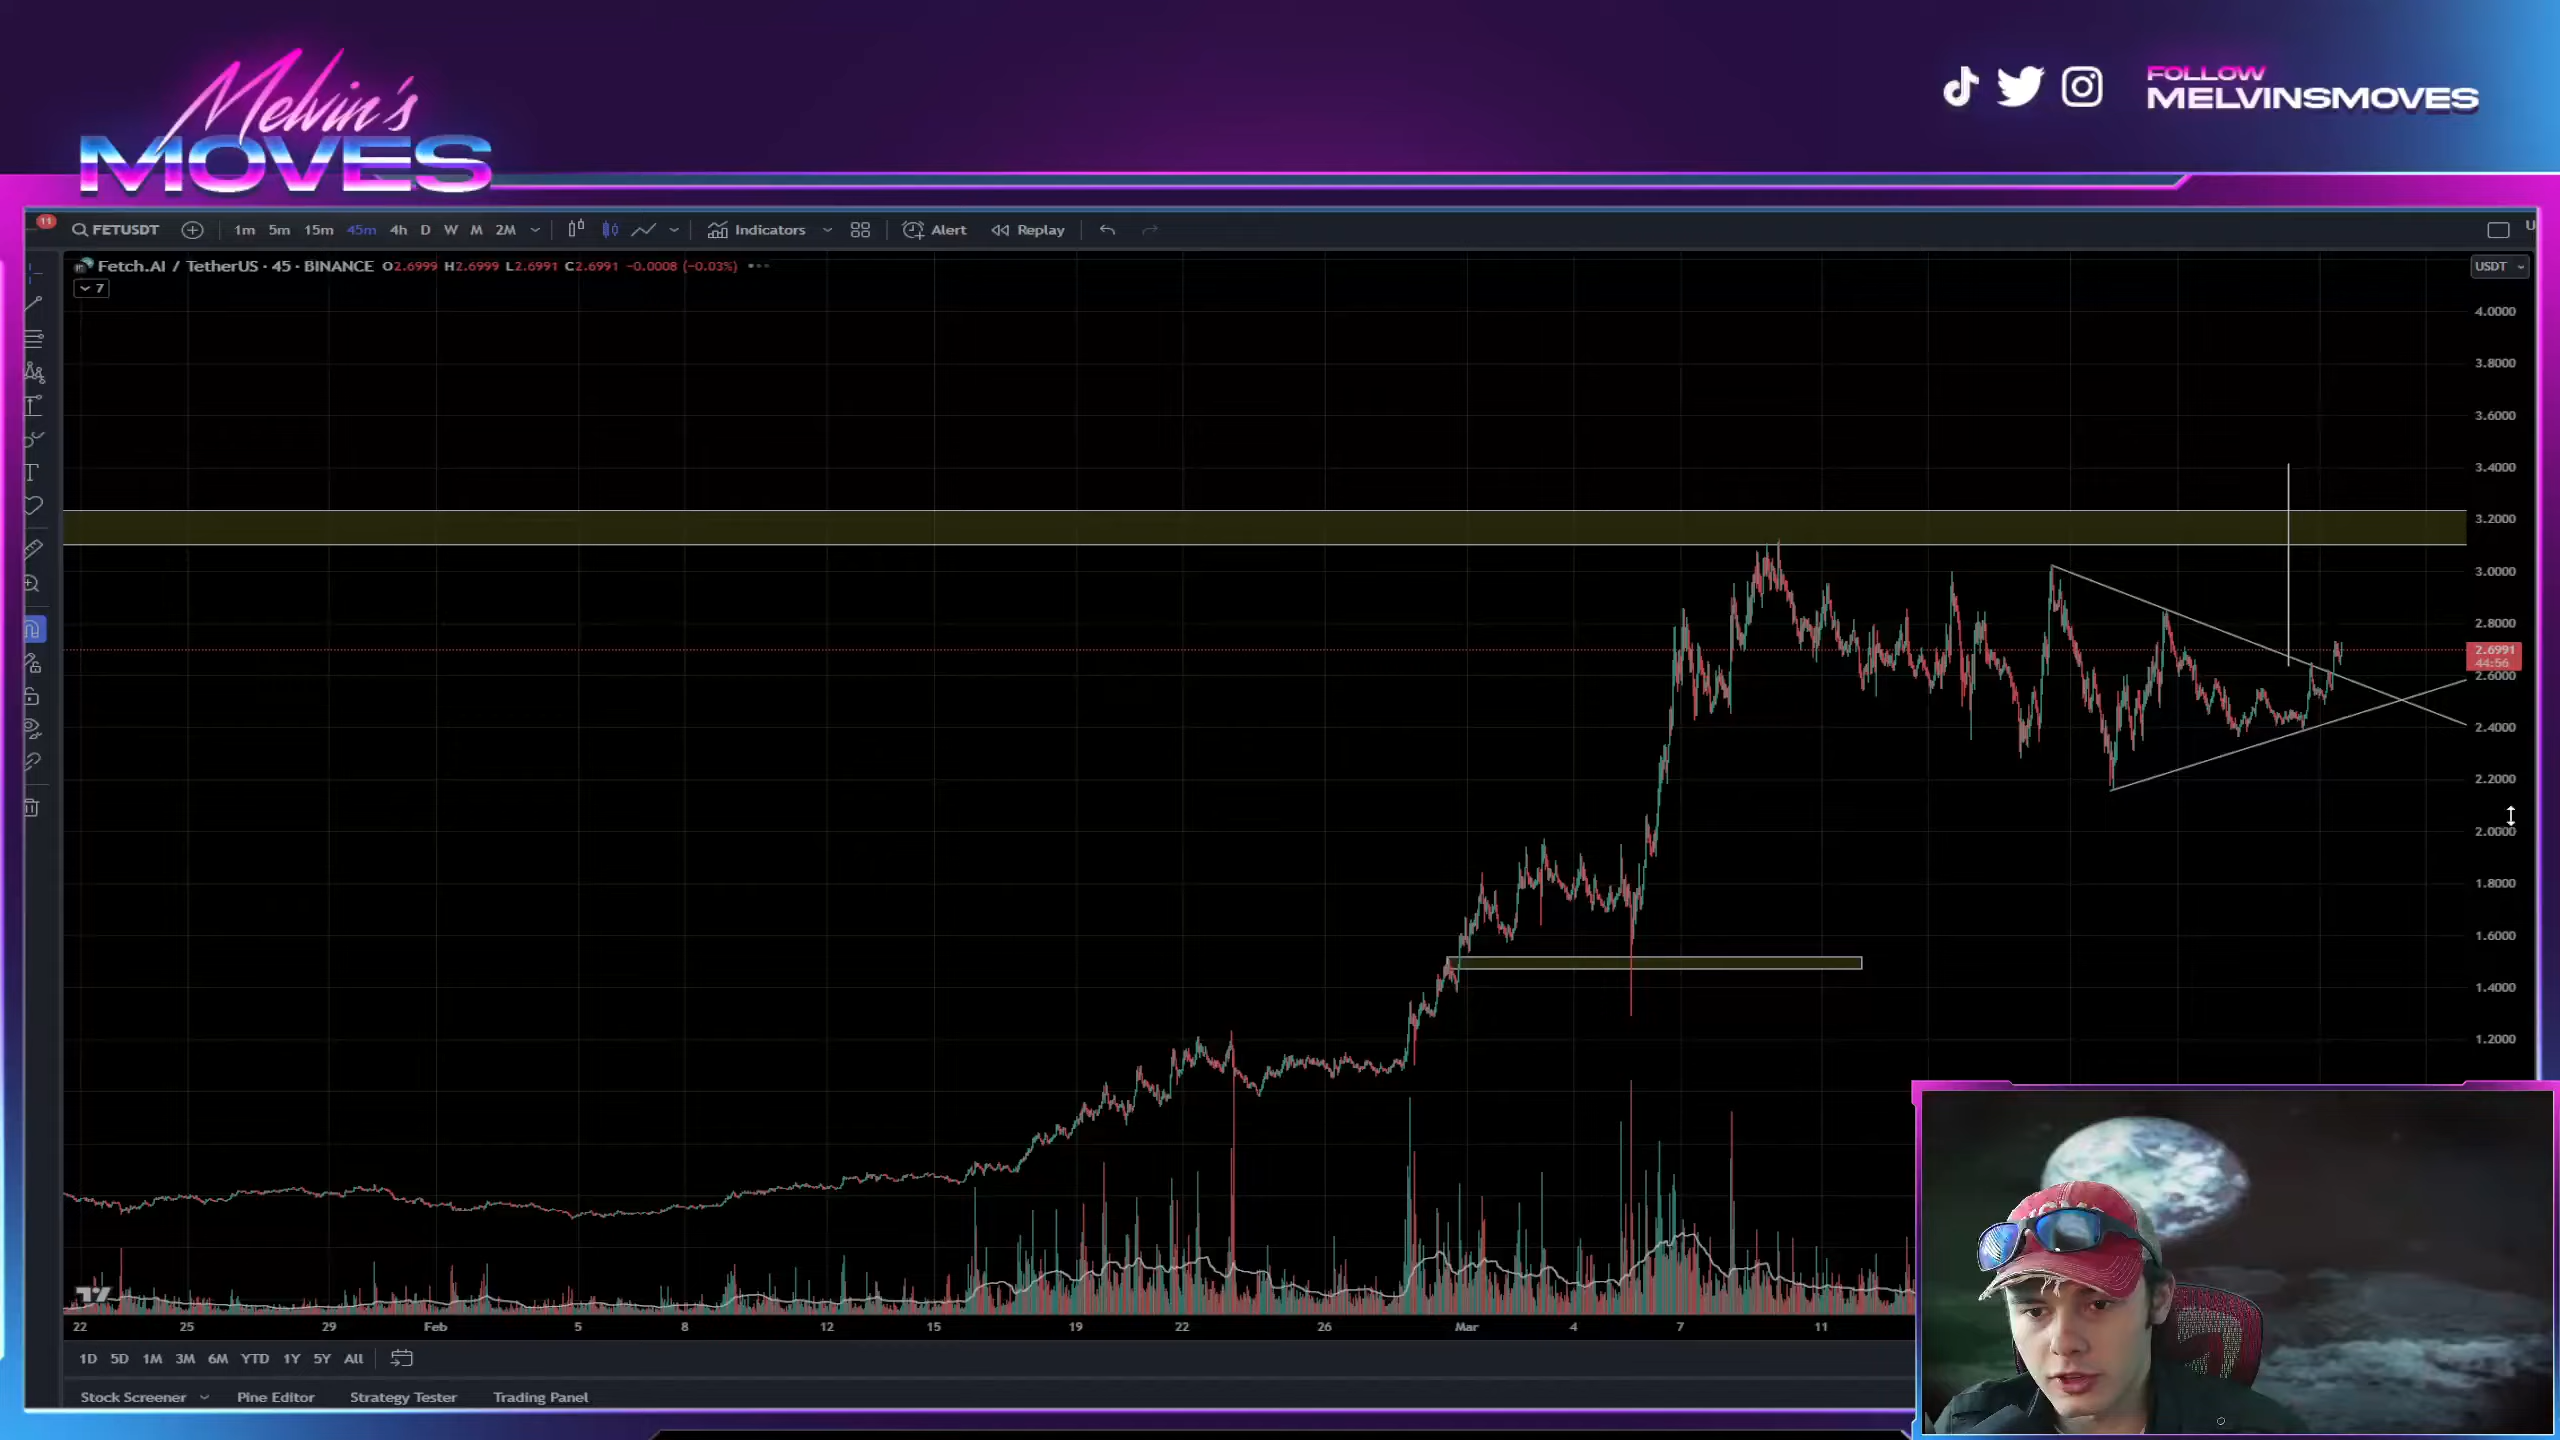 Melvin's
MOVES
FOLLOW
MELVINSMOVES
11
FETUSDT 1m 5m 15m 45m 4h D W M 2M Indicators Alert Replay
Fetch.AI / TetherUS · 45 · BINANCE O2.6999 H2.6999 L2.6991 C2.6991 -0.0008 (-0.03%)
USDT
7
4.0000
3.8000
3.6000
3.4000
3.2000
3.0000
2.8000
2.6991
44:56
2.6000
2.4000
2.2000
2.0000
1.8000
1.6000
1.4000
1.2000
22 25 29 Feb 5 8 12 15 19 22 26 Mar 4 7 11
1D 5D 1M 3M 6M YTD 1Y 5Y All
Stock Screener Pine Editor Strategy Tester Trading Panel